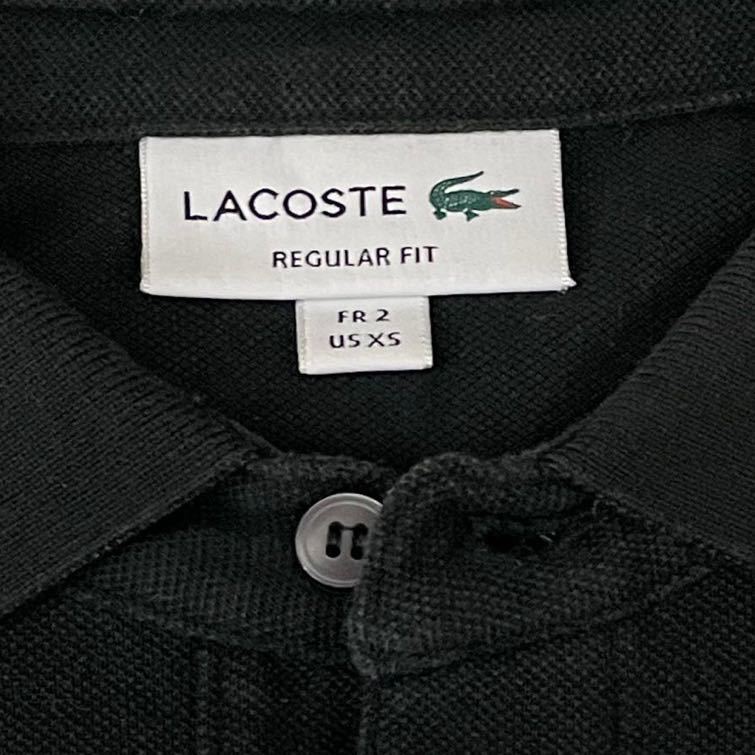 LACOSTE
REGULAR FIT
FR 2
US XS